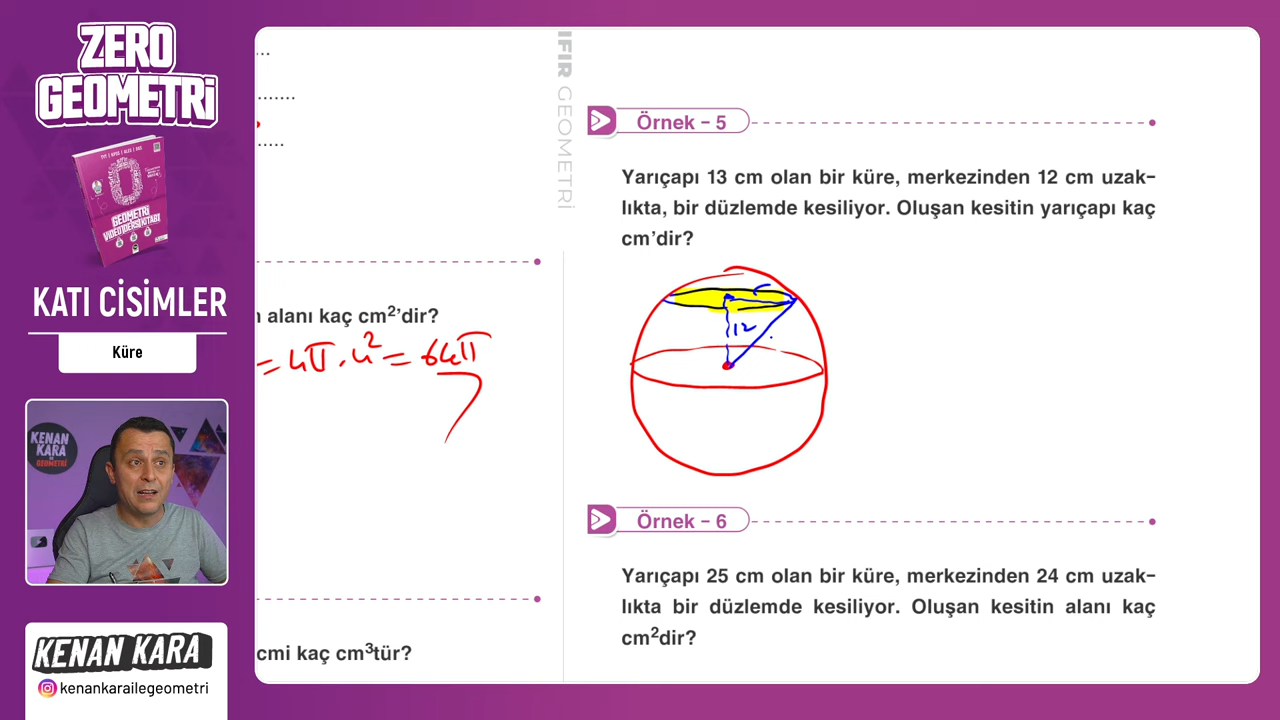 ZERO
GEOMETRİ
GEOMETRİ
VİDEO DERS KİTABI
KATI CİSİMLER
Küre
KENAN
KARA
GEOMETRİ
KENAN KARA
kenankarailegeometri
...
.......
.....
alanı kaç cm²'dir?
= 4π.4² = 64π
cmi kaç cm³tür?
IFIR GEOMETRİ
Örnek - 5
Yarıçapı 13 cm olan bir küre, merkezinden 12 cm uzak-
lıkta, bir düzlemde kesiliyor. Oluşan kesitin yarıçapı kaç
cm'dir?
r
12
Örnek - 6
Yarıçapı 25 cm olan bir küre, merkezinden 24 cm uzak-
lıkta bir düzlemde kesiliyor. Oluşan kesitin alanı kaç
cm²dir?